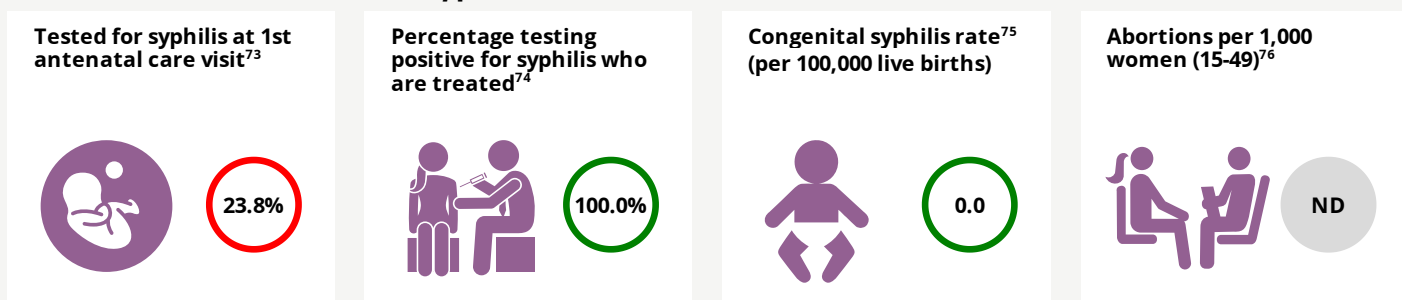 Tested for syphilis at 1st
antenatal care visit73
23.8%
Percentage testing
positive for syphilis who
are treated74
100.0%
Congenital syphilis rate75
(per 100,000 live births)
0.0
Abortions per 1,000
women (15-49)76
ND